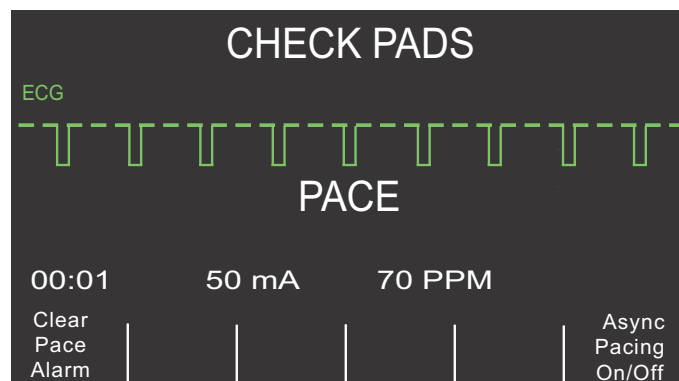 CHECK PADS
ECG
PACE
00:01 50 mA 70 PPM
Clear
Pace
Alarm
Async
Pacing
On/Off